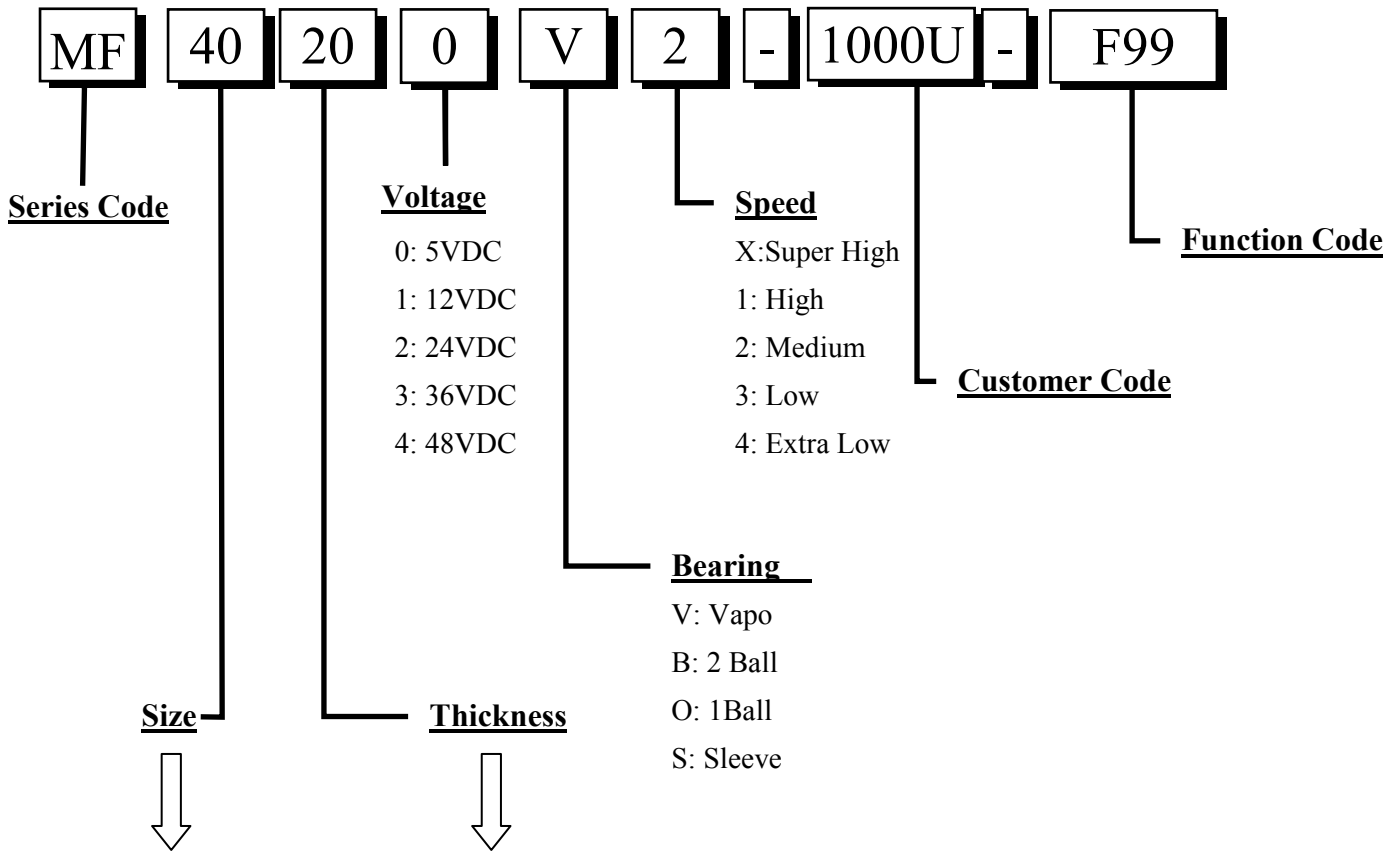 MF 40 20 0 V 2 - 1000U - F99
Series Code
Voltage
0: 5VDC
1: 12VDC
2: 24VDC
3: 36VDC
4: 48VDC
Speed
X:Super High
1: High
2: Medium
3: Low
4: Extra Low
Function Code
Customer Code
Bearing
V: Vapo
B: 2 Ball
O: 1Ball
S: Sleeve
Size
Thickness